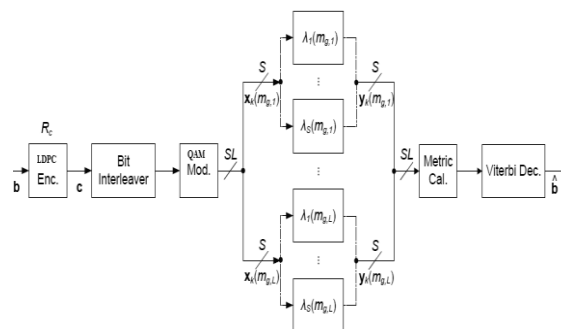 R_c
b
LDPC Enc.
c
Bit Interleaver
QAM Mod.
SL
S
x_k(m_{g,1})
λ_1(m_{g,1})
⋮
λ_S(m_{g,1})
S
y_k(m_{g,1})
⋮
S
x_k(m_{g,L})
λ_1(m_{g,L})
⋮
λ_S(m_{g,L})
S
y_k(m_{g,L})
SL
Metric Cal.
Viterbi Dec.
b̂